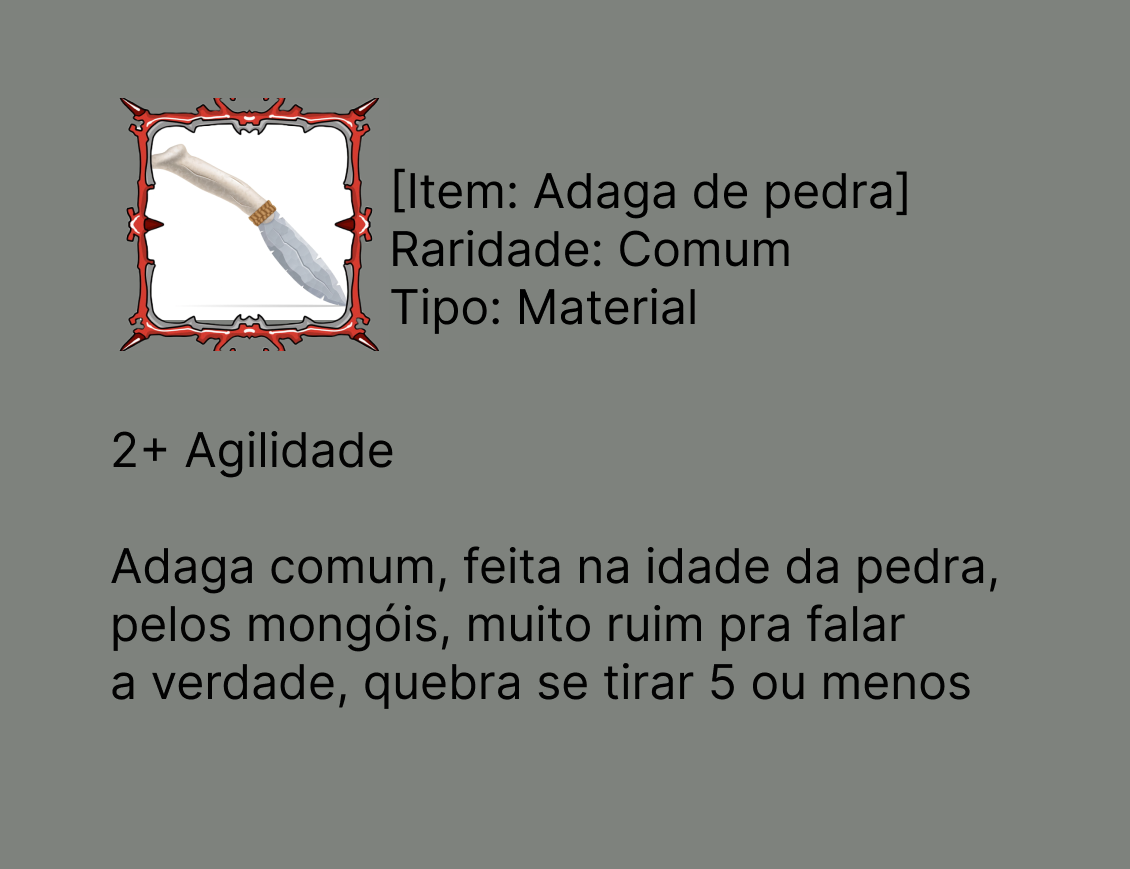 [Item: Adaga de pedra]
Raridade: Comum
Tipo: Material
2+ Agilidade
Adaga comum, feita na idade da pedra,
pelos mongóis, muito ruim pra falar
a verdade, quebra se tirar 5 ou menos